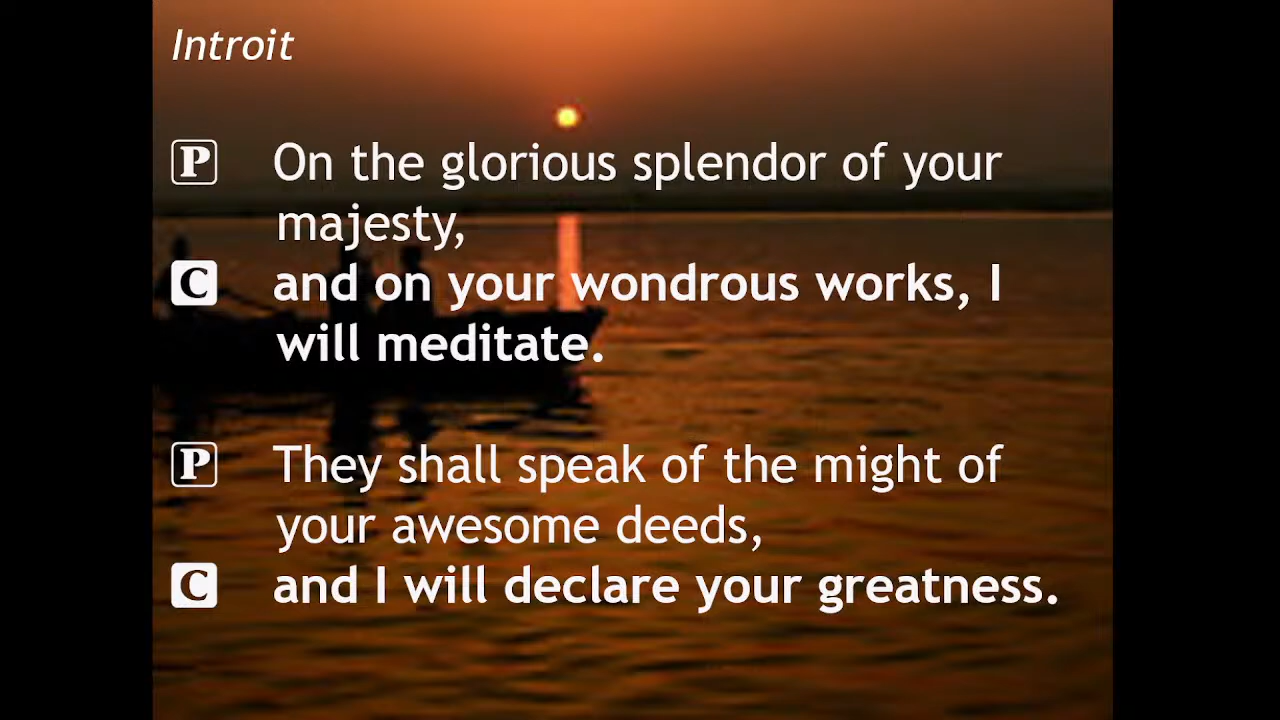 Introit
P On the glorious splendor of your
majesty,
C and on your wondrous works, I
will meditate.
P They shall speak of the might of
your awesome deeds,
C and I will declare your greatness.